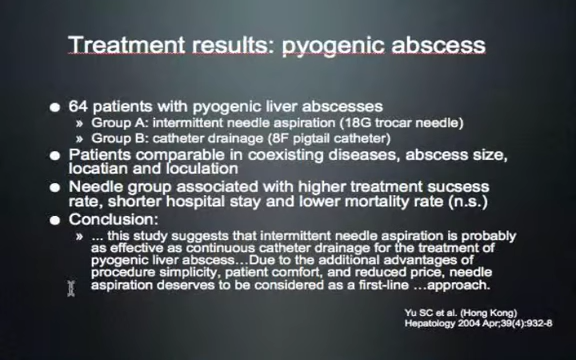 Treatment results: pyogenic abscess
● 64 patients with pyogenic liver abscesses
» Group A: intermittent needle aspiration (18G trocar needle)
» Group B: catheter drainage (8F pigtail catheter)
● Patients comparable in coexisting diseases, abscess size,
locatian and loculation
● Needle group associated with higher treatment sucsess
rate, shorter hospital stay and lower mortality rate (n.s.)
● Conclusion:
» ... this study suggests that intermittent needle aspiration is probably
as effective as continuous catheter drainage for the treatment of
pyogenic liver abscess...Due to the additional advantages of
procedure simplicity, patient comfort, and reduced price, needle
aspiration deserves to be considered as a first-line ...approach.
Yu SC et al. (Hong Kong)
Hepatology 2004 Apr;39(4):932-8